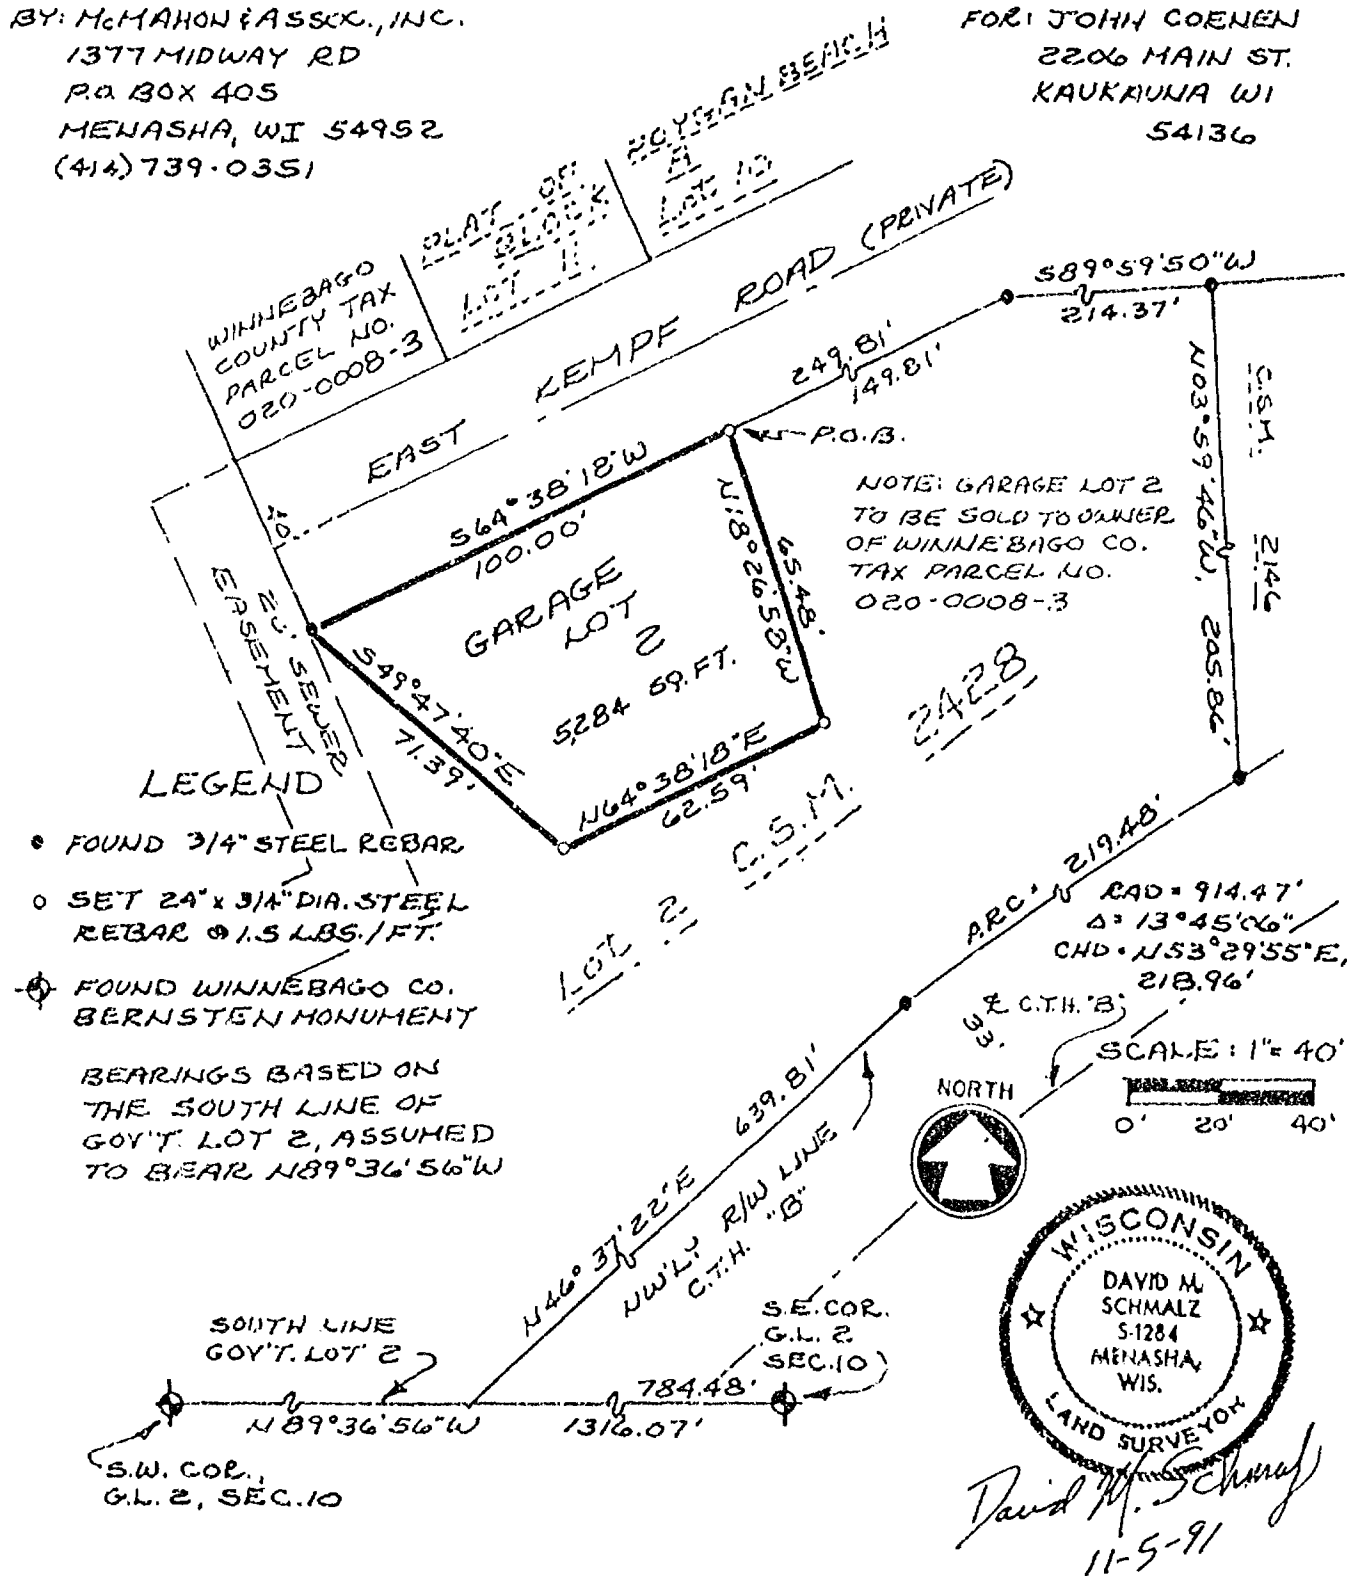 BY: McMAHON & ASSOC., INC.
1377 MIDWAY RD
P.O. BOX 405
MENASHA, WI 54952
(414) 739-0351
FOR: JOHN COENEN
2206 MAIN ST.
KAUKAUNA WI
54136
WINNEBAGO
COUNTY TAX
PARCEL NO.
020-0008-3
PLAT OF
BLOCK
LOT 11
POYGAN BEACH
A
LOT 10
EAST KEMPF ROAD (PRIVATE)
S89°59'50"W
214.37'
249.81'
149.81'
P.O.B.
N03°59'46"W, 205.86'
C.S.M. 2146
S64°38'18"W
100.00'
N18°26'58"W
65.48'
GARAGE
LOT
2
5,284 SQ. FT.
S49°47'40"E
71.39'
N64°38'18"E
62.59'
20' SEWER
EASEMENT
NOTE: GARAGE LOT 2
TO BE SOLD TO OWNER
OF WINNEBAGO CO.
TAX PARCEL NO.
020-0008-3
LOT 2 C.S.M. 2428
LEGEND
FOUND 3/4" STEEL REBAR
SET 24" x 3/4" DIA. STEEL
REBAR @ 1.5 LBS./FT.
FOUND WINNEBAGO CO.
BERNSTEN MONUMENT
BEARINGS BASED ON
THE SOUTH LINE OF
GOV'T. LOT 2, ASSUMED
TO BEAR N89°36'56"W
ARC = 219.48'
RAD = 914.47'
Δ = 13°45'06"
CHD = N53°29'55"E,
218.96'
℄ C.T.H. "B"
33'
SCALE: 1" = 40'
0' 20' 40'
NORTH
639.81'
N46°37'22"E
NW'LY R/W LINE
C.T.H. "B"
SOUTH LINE
GOV'T. LOT 2
S.E. COR.
G.L. 2
SEC. 10
784.48'
N89°36'56"W 1316.07'
S.W. COR.,
G.L. 2, SEC. 10
WISCONSIN
DAVID M.
SCHMALZ
S-1284
MENASHA,
WIS.
LAND SURVEYOR
David M. Schmalz
11-5-91